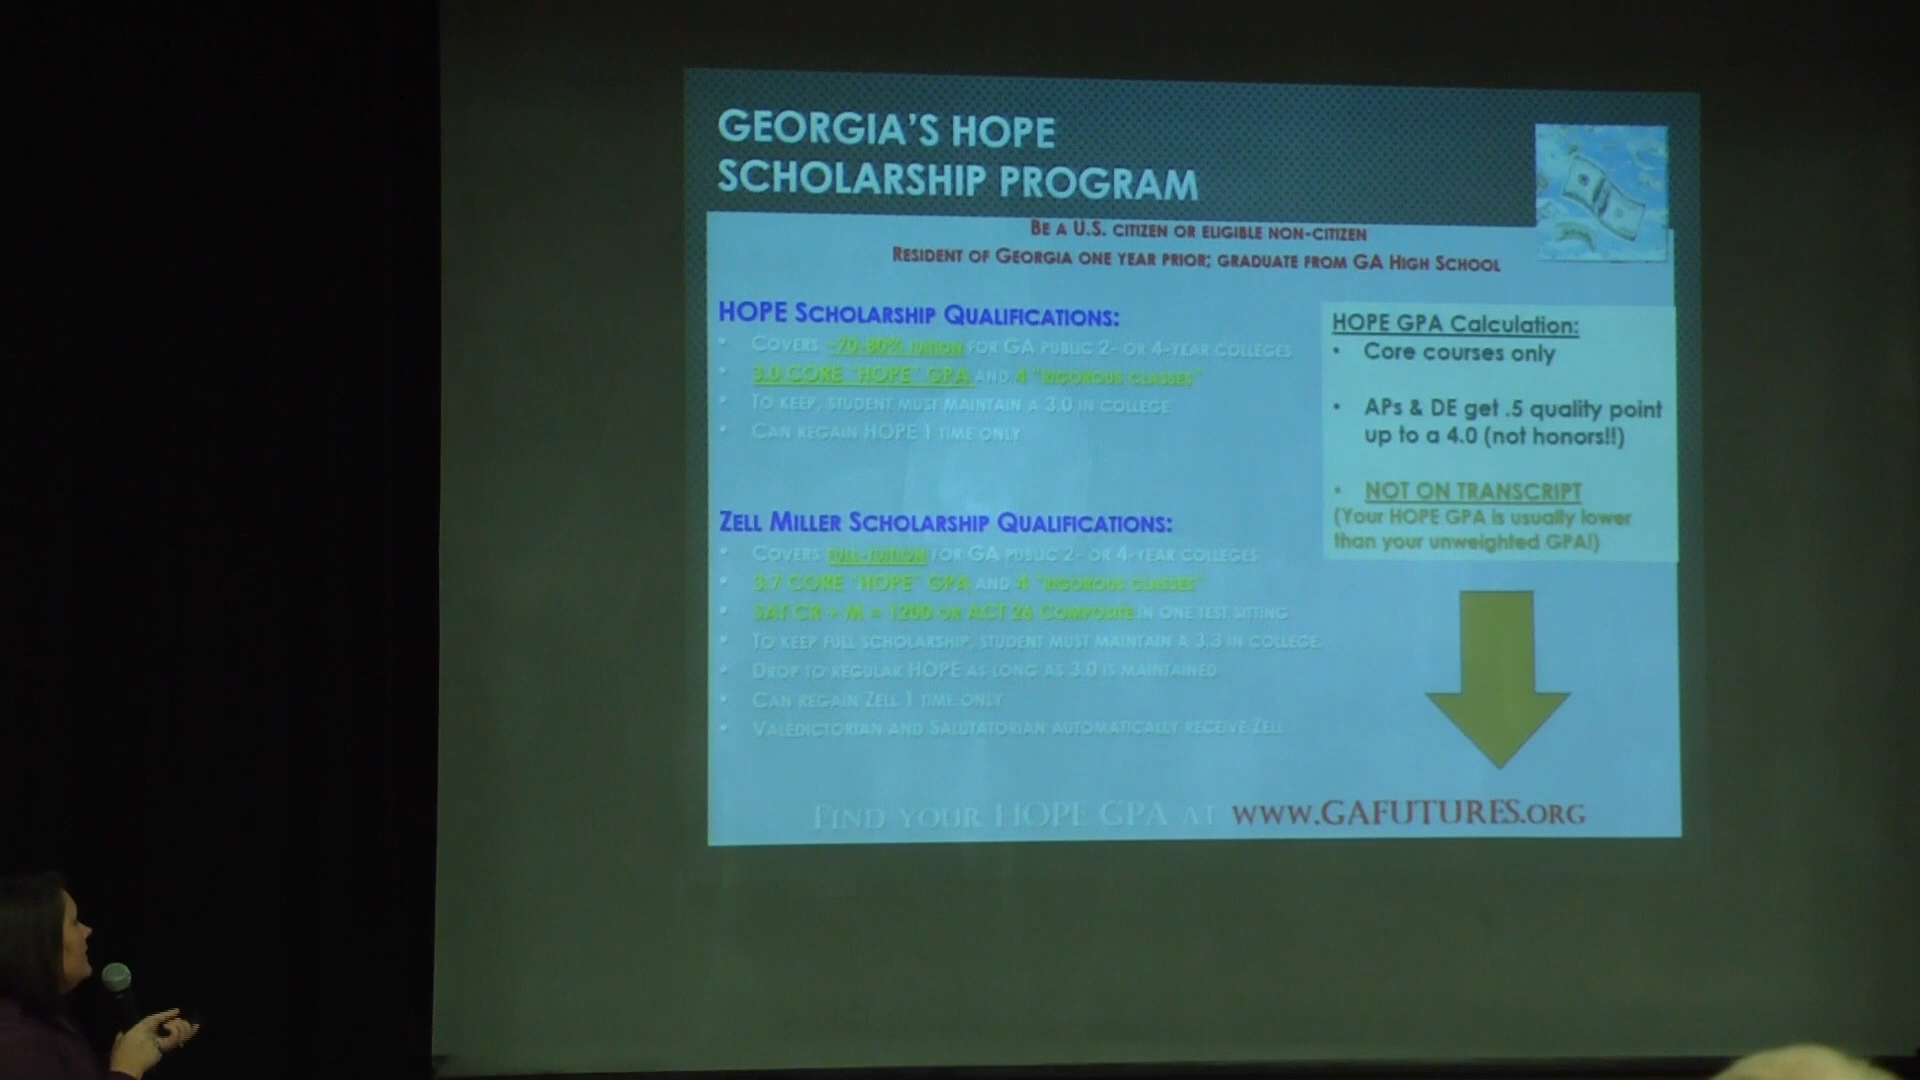 GEORGIA'S HOPE
SCHOLARSHIP PROGRAM
BE A U.S. CITIZEN OR ELIGIBLE NON-CITIZEN
RESIDENT OF GEORGIA ONE YEAR PRIOR; GRADUATE FROM GA HIGH SCHOOL
HOPE SCHOLARSHIP QUALIFICATIONS:
• COVERS ~70-80% TUITION FOR GA PUBLIC 2- OR 4-YEAR COLLEGES
• 3.0 CORE "HOPE" GPA AND 4 "RIGOROUS CLASSES"
• TO KEEP, STUDENT MUST MAINTAIN A 3.0 IN COLLEGE
• CAN REGAIN HOPE 1 TIME ONLY
ZELL MILLER SCHOLARSHIP QUALIFICATIONS:
• COVERS FULL-TUITION FOR GA PUBLIC 2- OR 4-YEAR COLLEGES
• 3.7 CORE "HOPE" GPA AND 4 "RIGOROUS CLASSES"
• SAT CR + M = 1200 OR ACT 26 COMPOSITE IN ONE TEST SITTING
• TO KEEP FULL SCHOLARSHIP, STUDENT MUST MAINTAIN A 3.3 IN COLLEGE
• DROP TO REGULAR HOPE AS LONG AS 3.0 IS MAINTAINED
• CAN REGAIN ZELL 1 TIME ONLY
• VALEDICTORIAN AND SALUTATORIAN AUTOMATICALLY RECEIVE ZELL
HOPE GPA Calculation:
• Core courses only
• APs & DE get .5 quality point
up to a 4.0 (not honors!!)
• NOT ON TRANSCRIPT
(Your HOPE GPA is usually lower
than your unweighted GPA!)
FIND YOUR HOPE GPA AT WWW.GAFUTURES.ORG